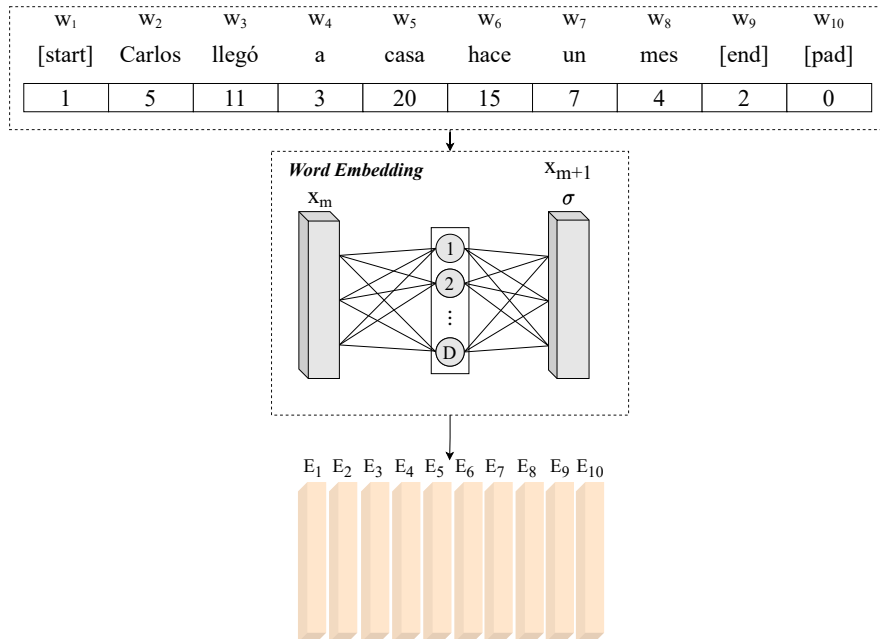 w₁ w₂ w₃ w₄ w₅ w₆ w₇ w₈ w₉ w₁₀
[start] Carlos llegó a casa hace un mes [end] [pad]
1 5 11 3 20 15 7 4 2 0
Word Embedding
xₘ xₘ₊₁
σ
1
2
...
D
E₁ E₂ E₃ E₄ E₅ E₆ E₇ E₈ E₉ E₁₀